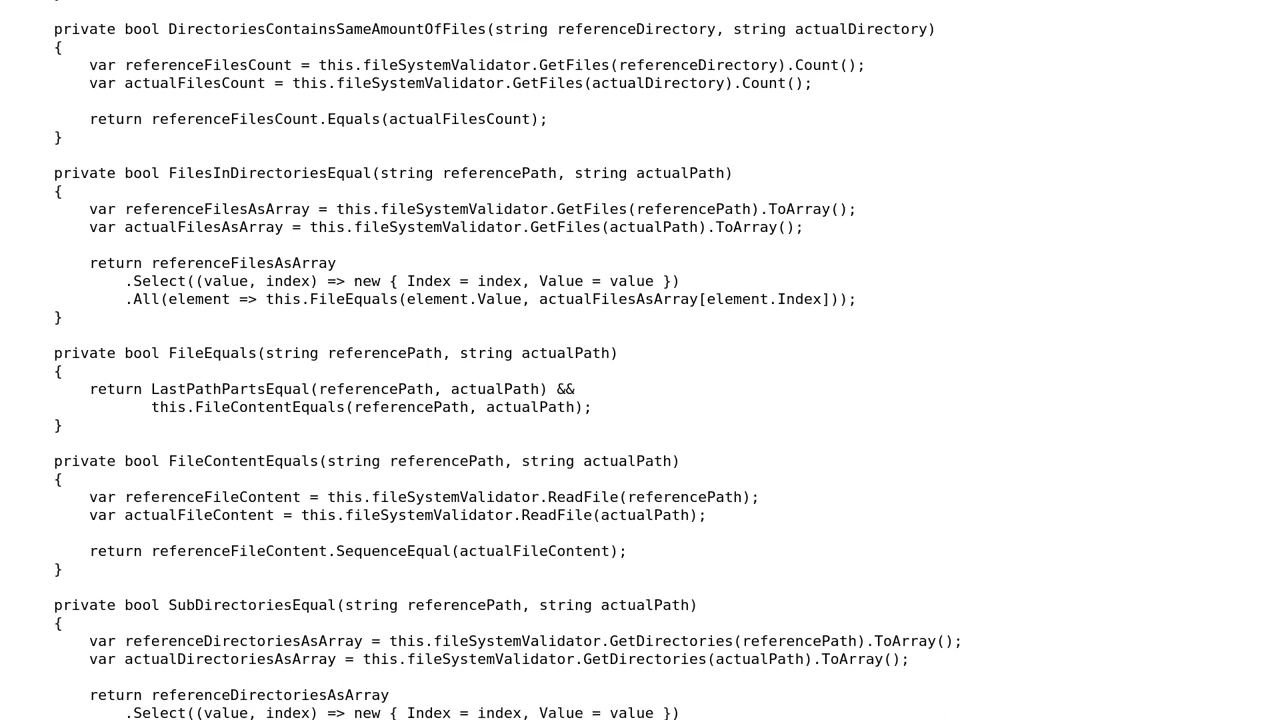 private bool DirectoriesContainsSameAmountOfFiles(string referenceDirectory, string actualDirectory)
{
    var referenceFilesCount = this.fileSystemValidator.GetFiles(referenceDirectory).Count();
    var actualFilesCount = this.fileSystemValidator.GetFiles(actualDirectory).Count();

    return referenceFilesCount.Equals(actualFilesCount);
}

private bool FilesInDirectoriesEqual(string referencePath, string actualPath)
{
    var referenceFilesAsArray = this.fileSystemValidator.GetFiles(referencePath).ToArray();
    var actualFilesAsArray = this.fileSystemValidator.GetFiles(actualPath).ToArray();

    return referenceFilesAsArray
        .Select((value, index) => new { Index = index, Value = value })
        .All(element => this.FileEquals(element.Value, actualFilesAsArray[element.Index]));
}

private bool FileEquals(string referencePath, string actualPath)
{
    return LastPathPartsEqual(referencePath, actualPath) &&
           this.FileContentEquals(referencePath, actualPath);
}

private bool FileContentEquals(string referencePath, string actualPath)
{
    var referenceFileContent = this.fileSystemValidator.ReadFile(referencePath);
    var actualFileContent = this.fileSystemValidator.ReadFile(actualPath);

    return referenceFileContent.SequenceEqual(actualFileContent);
}

private bool SubDirectoriesEqual(string referencePath, string actualPath)
{
    var referenceDirectoriesAsArray = this.fileSystemValidator.GetDirectories(referencePath).ToArray();
    var actualDirectoriesAsArray = this.fileSystemValidator.GetDirectories(actualPath).ToArray();

    return referenceDirectoriesAsArray
        .Select((value, index) => new { Index = index, Value = value })